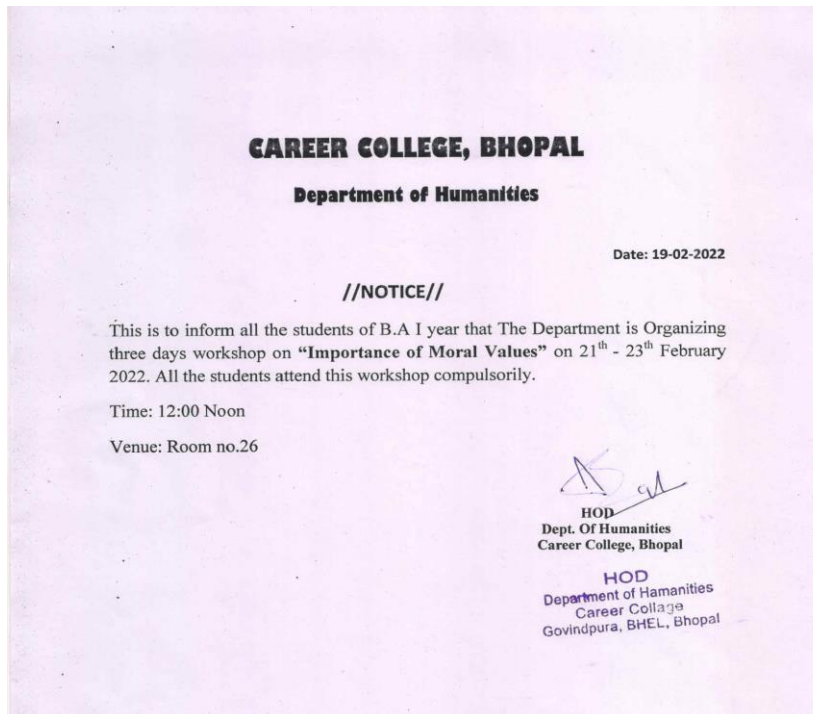 CAREER COLLEGE, BHOPAL
Department of Humanities
Date: 19-02-2022
//NOTICE//
This is to inform all the students of B.A I year that The Department is Organizing
three days workshop on “Importance of Moral Values” on 21th - 23th February
2022. All the students attend this workshop compulsorily.
Time: 12:00 Noon
Venue: Room no.26
HOD
Dept. Of Humanities
Career College, Bhopal
HOD
Department of Hamanities
Career Collage
Govindpura, BHEL, Bhopal